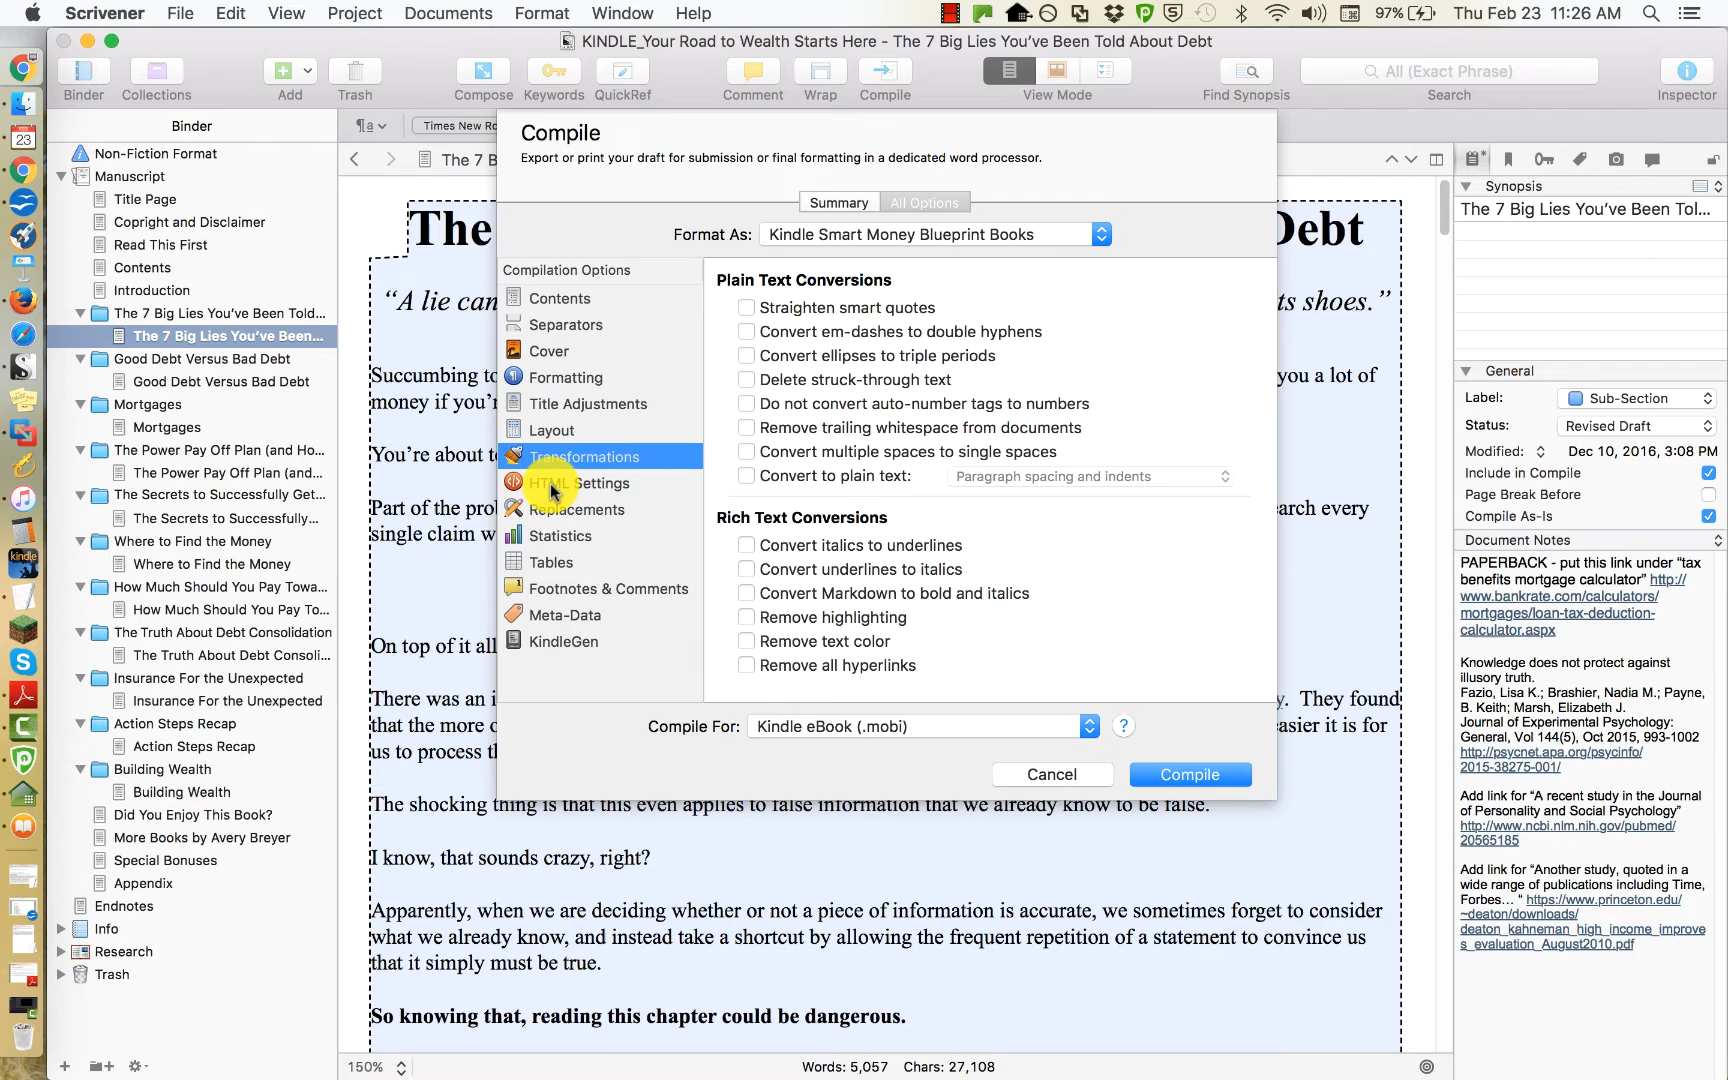 Scrivener File Edit View Project Documents Format Window Help 97% Thu Feb 23 11:26 AM
KINDLE_Your Road to Wealth Starts Here - The 7 Big Lies You've Been Told About Debt
Binder Collections Add Trash Compose Keywords QuickRef Comment Wrap Compile View Mode Find Synopsis All (Exact Phrase) Search Inspector
Binder
Non-Fiction Format
Manuscript
Title Page
Copright and Disclaimer
Read This First
Contents
Introduction
The 7 Big Lies You've Been Told...
The 7 Big Lies You've Been...
Good Debt Versus Bad Debt
Good Debt Versus Bad Debt
Mortgages
Mortgages
The Power Pay Off Plan (and Ho...
The Power Pay Off Plan (and...
The Secrets to Successfully Get...
The Secrets to Successfully...
Where to Find the Money
Where to Find the Money
How Much Should You Pay Towa...
How Much Should You Pay To...
The Truth About Debt Consolidation
The Truth About Debt Consoli...
Insurance For the Unexpected
Insurance For the Unexpected
Action Steps Recap
Action Steps Recap
Building Wealth
Building Wealth
Did You Enjoy This Book?
More Books by Avery Breyer
Special Bonuses
Appendix
Endnotes
Info
Research
Trash
23
kindle
Times New Ro
The 7 B
The Debt
“A lie can ts shoes.”
Succumbing to you a lot of
money if you'r
You're about to
Part of the pro earch every
single claim w
On top of it all
There was an i y. They found
that the more o easier it is for
us to process t
The shocking thing is that this even applies to false information that we already know to be false.
I know, that sounds crazy, right?
Apparently, when we are deciding whether or not a piece of information is accurate, we sometimes forget to consider
what we already know, and instead take a shortcut by allowing the frequent repetition of a statement to convince us
that it simply must be true.
So knowing that, reading this chapter could be dangerous.
150% Words: 5,057 Chars: 27,108
Compile
Export or print your draft for submission or final formatting in a dedicated word processor.
Summary All Options
Format As: Kindle Smart Money Blueprint Books
Compilation Options
Contents
Separators
Cover
Formatting
Title Adjustments
Layout
Transformations
HTML Settings
Replacements
Statistics
Tables
Footnotes & Comments
Meta-Data
KindleGen
Plain Text Conversions
Straighten smart quotes
Convert em-dashes to double hyphens
Convert ellipses to triple periods
Delete struck-through text
Do not convert auto-number tags to numbers
Remove trailing whitespace from documents
Convert multiple spaces to single spaces
Convert to plain text: Paragraph spacing and indents
Rich Text Conversions
Convert italics to underlines
Convert underlines to italics
Convert Markdown to bold and italics
Remove highlighting
Remove text color
Remove all hyperlinks
Compile For: Kindle eBook (.mobi) ?
Cancel Compile
Synopsis
The 7 Big Lies You've Been Tol...
General
Label: Sub-Section
Status: Revised Draft
Modified: Dec 10, 2016, 3:08 PM
Include in Compile
Page Break Before
Compile As-Is
Document Notes
PAPERBACK - put this link under “tax
benefits mortgage calculator” http://
www.bankrate.com/calculators/
mortgages/loan-tax-deduction-
calculator.aspx
Knowledge does not protect against
illusory truth.
Fazio, Lisa K.; Brashier, Nadia M.; Payne,
B. Keith; Marsh, Elizabeth J.
Journal of Experimental Psychology:
General, Vol 144(5), Oct 2015, 993-1002
http://psycnet.apa.org/psycinfo/
2015-38275-001/
Add link for “A recent study in the Journal
of Personality and Social Psychology”
http://www.ncbi.nlm.nih.gov/pubmed/
20565185
Add link for “Another study, quoted in a
wide range of publications including Time,
Forbes... “ https://www.princeton.edu/
~deaton/downloads/
deaton_kahneman_high_income_improve
s_evaluation_August2010.pdf